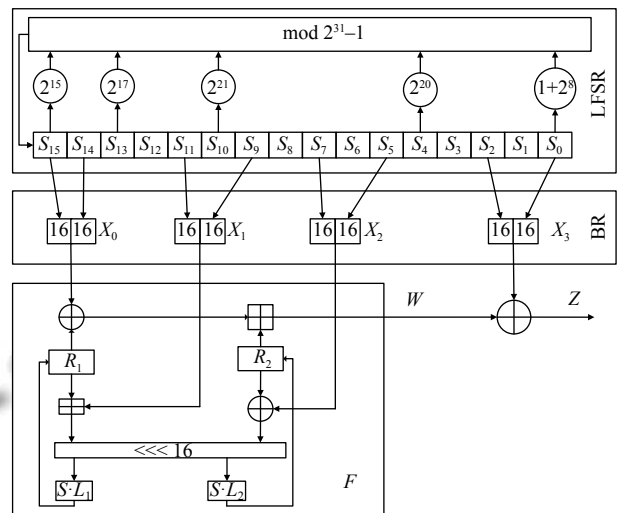 mod 2³¹–1
2¹⁵ 2¹⁷ 2²¹ 2²⁰ 1+2⁸
LFSR
S₁₅ S₁₄ S₁₃ S₁₂ S₁₁ S₁₀ S₉ S₈ S₇ S₆ S₅ S₄ S₃ S₂ S₁ S₀
16 16 X₀ 16 16 X₁ 16 16 X₂ 16 16 X₃
BR
W Z
R₁ R₂
<<< 16
S·L₁ S·L₂ F